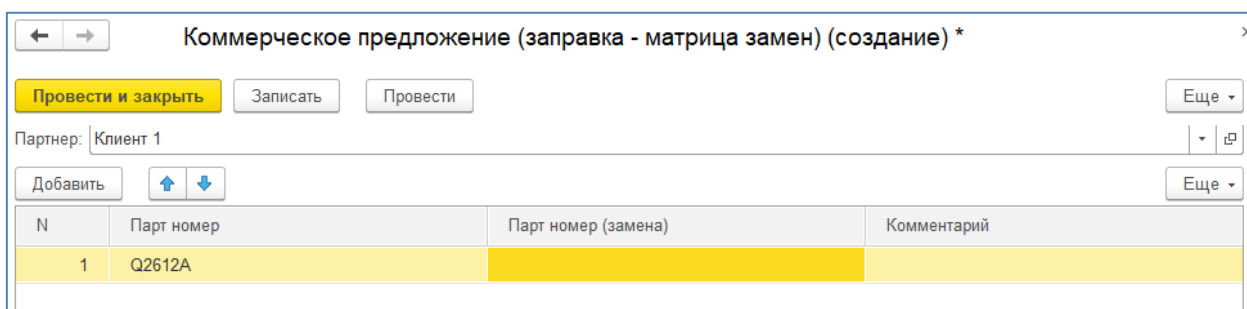 Коммерческое предложение (заправка - матрица замен) (создание) *
Провести и закрыть Записать Провести Еще
Партнер: Клиент 1
Добавить Еще
N Парт номер Парт номер (замена) Комментарий
1 Q2612A